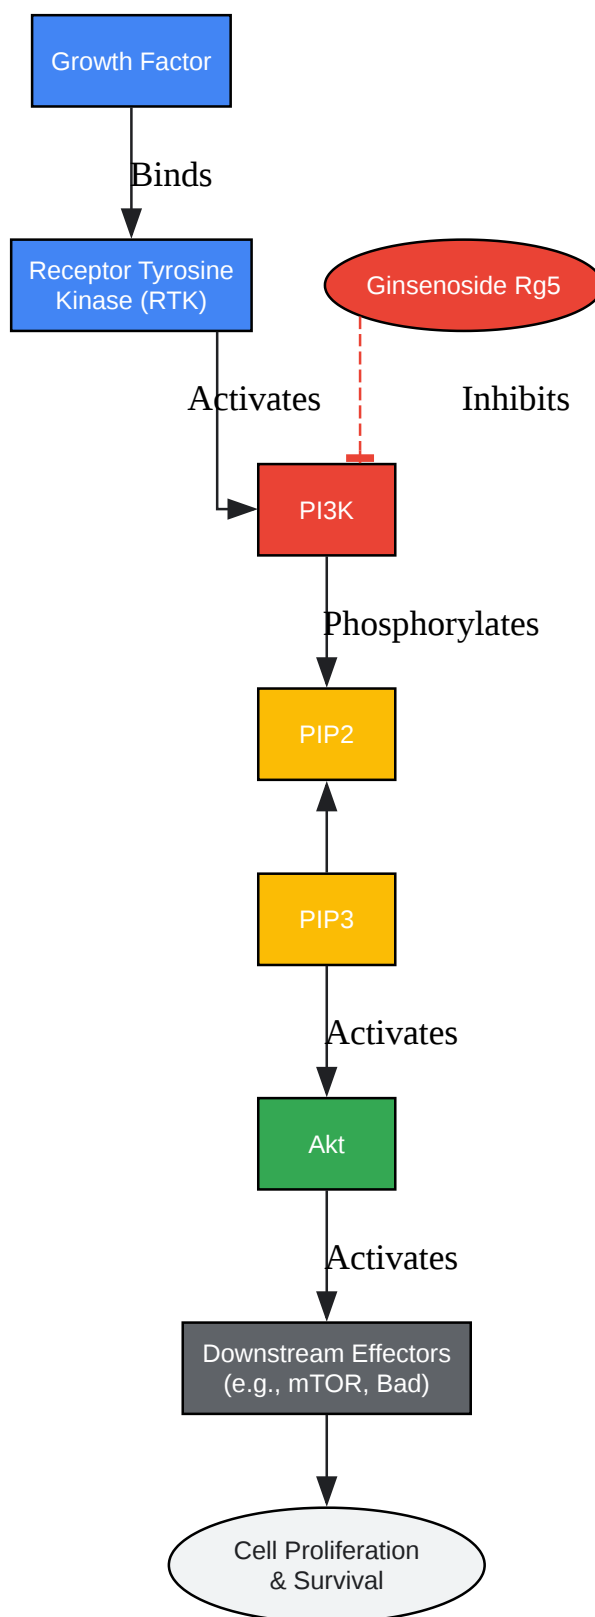 Growth Factor
Binds
Receptor Tyrosine
Kinase (RTK)
Ginsenoside Rg5
Activates
Inhibits
PI3K
Phosphorylates
PIP2
PIP3
Activates
Akt
Activates
Downstream Effectors
(e.g., mTOR, Bad)
Cell Proliferation
& Survival